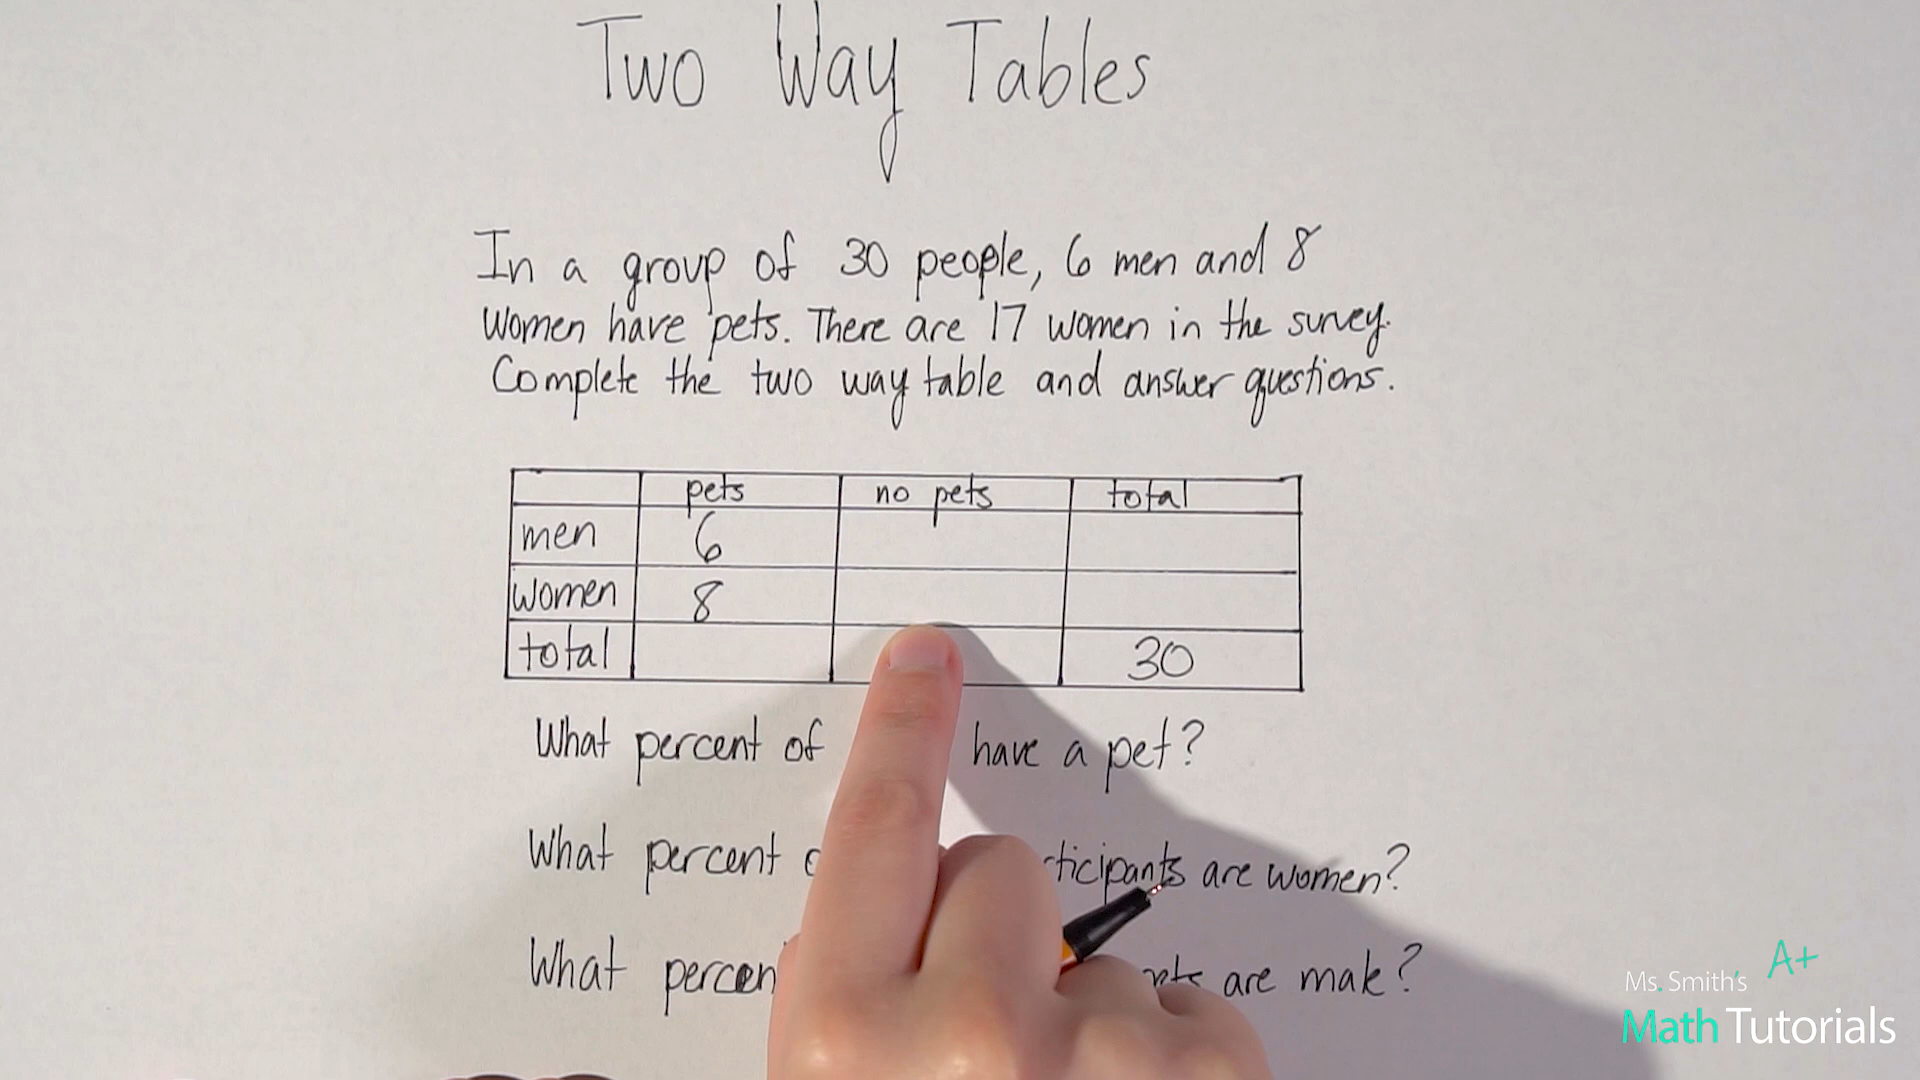 Two Way Tables
In a group of 30 people, 6 men and 8
women have pets. There are 17 women in the survey.
Complete the two way table and answer questions.
pets no pets total
men 6
women 8
total 30
What percent of have a pet?
What percent are women?
What are male?
Ms. Smith's A+
Math Tutorials